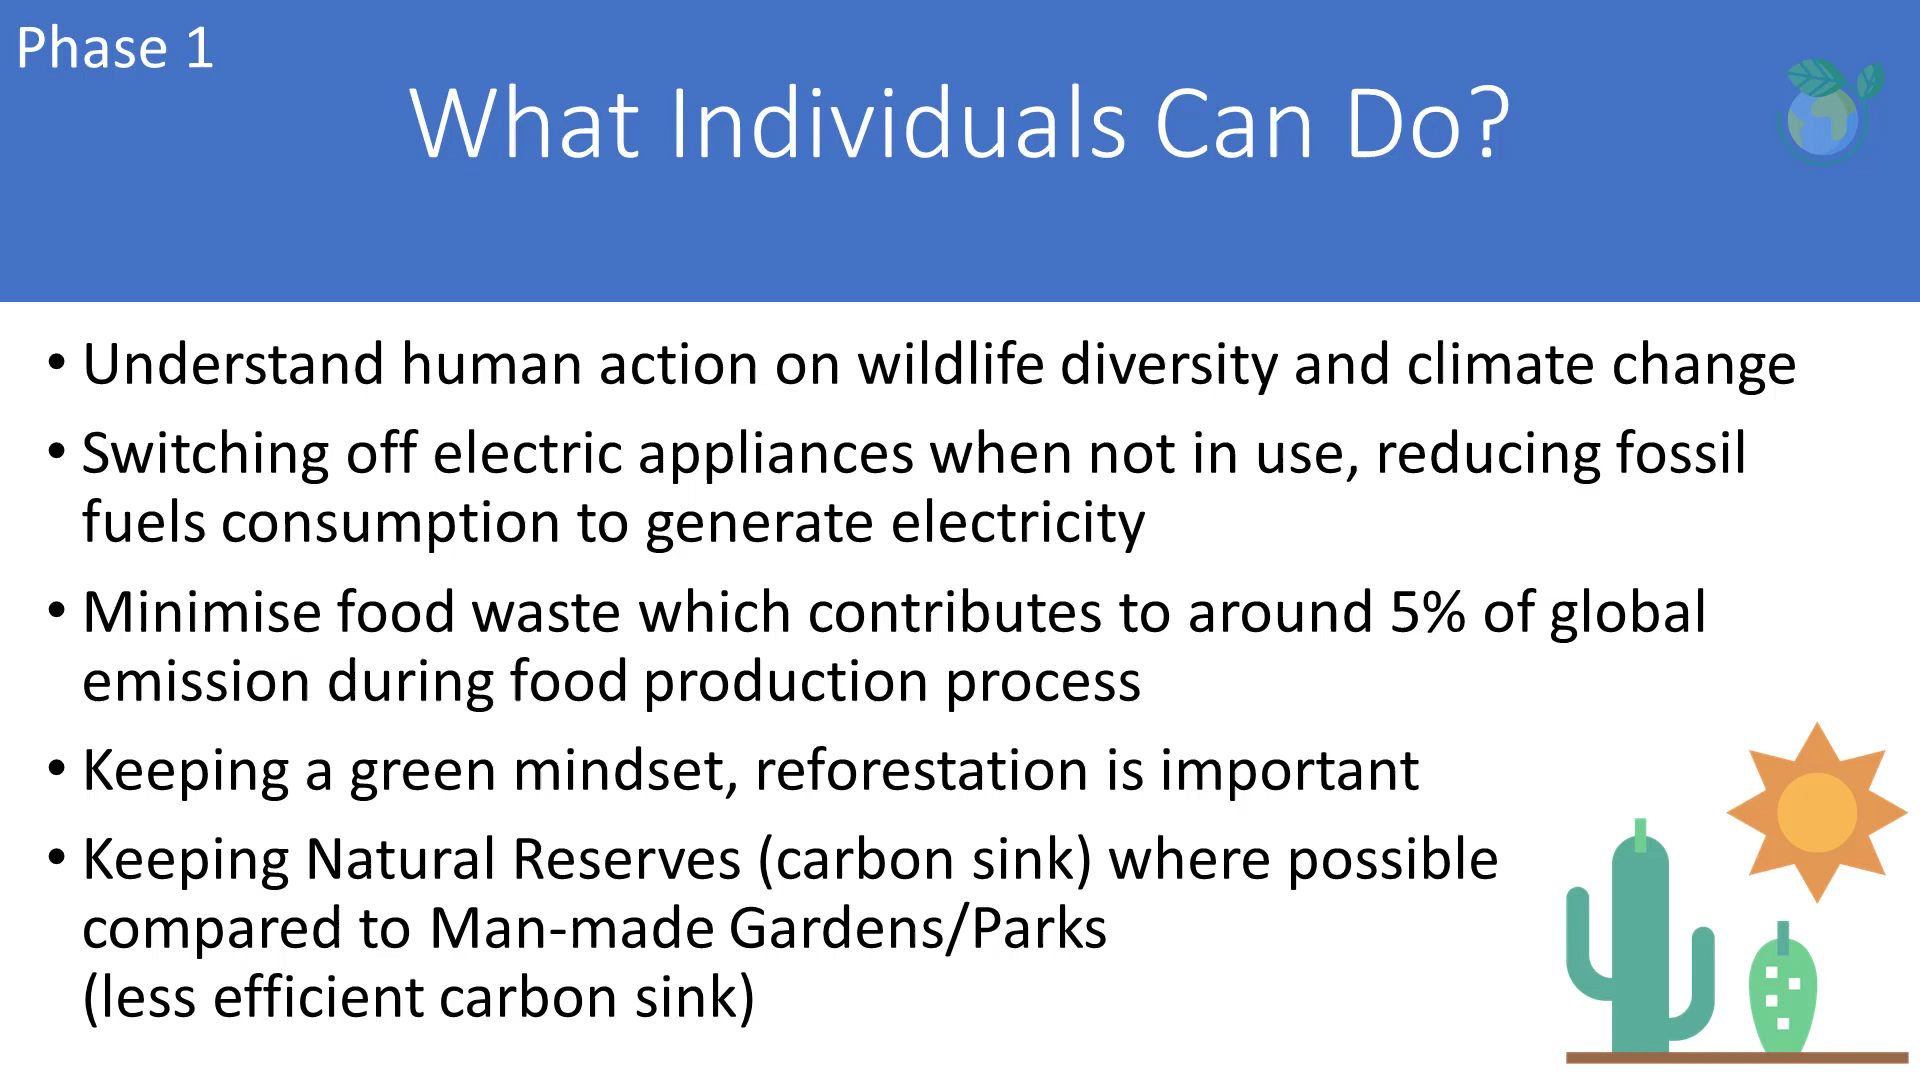 Phase 1
What Individuals Can Do?
• Understand human action on wildlife diversity and climate change
• Switching off electric appliances when not in use, reducing fossil
fuels consumption to generate electricity
• Minimise food waste which contributes to around 5% of global
emission during food production process
• Keeping a green mindset, reforestation is important
• Keeping Natural Reserves (carbon sink) where possible
compared to Man-made Gardens/Parks
(less efficient carbon sink)